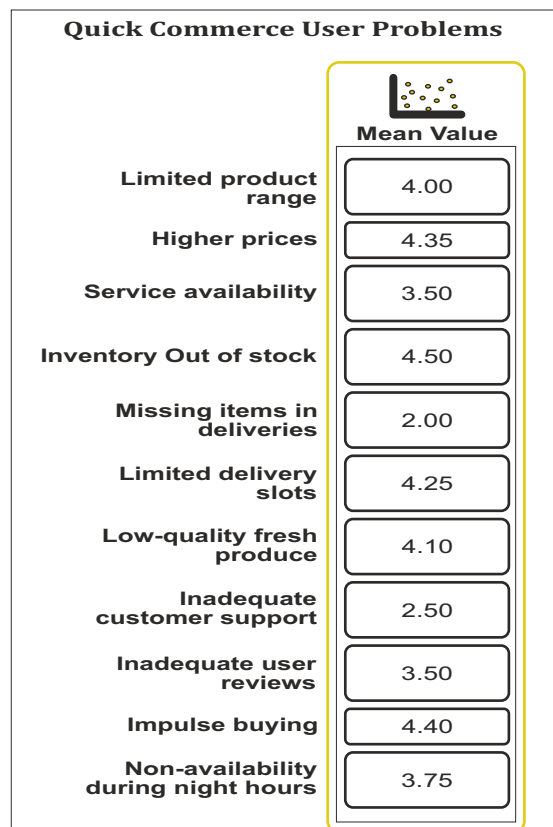 Quick Commerce User Problems
Mean Value
Limited product
range
4.00
Higher prices
4.35
Service availability
3.50
Inventory Out of stock
4.50
Missing items in
deliveries
2.00
Limited delivery
slots
4.25
Low-quality fresh
produce
4.10
Inadequate
customer support
2.50
Inadequate user
reviews
3.50
Impulse buying
4.40
Non-availability
during night hours
3.75